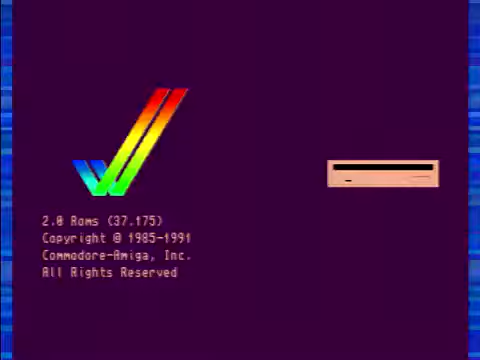 2.0 Roms (37.175)
Copyright © 1985-1991
Commodore-Amiga, Inc.
All Rights Reserved